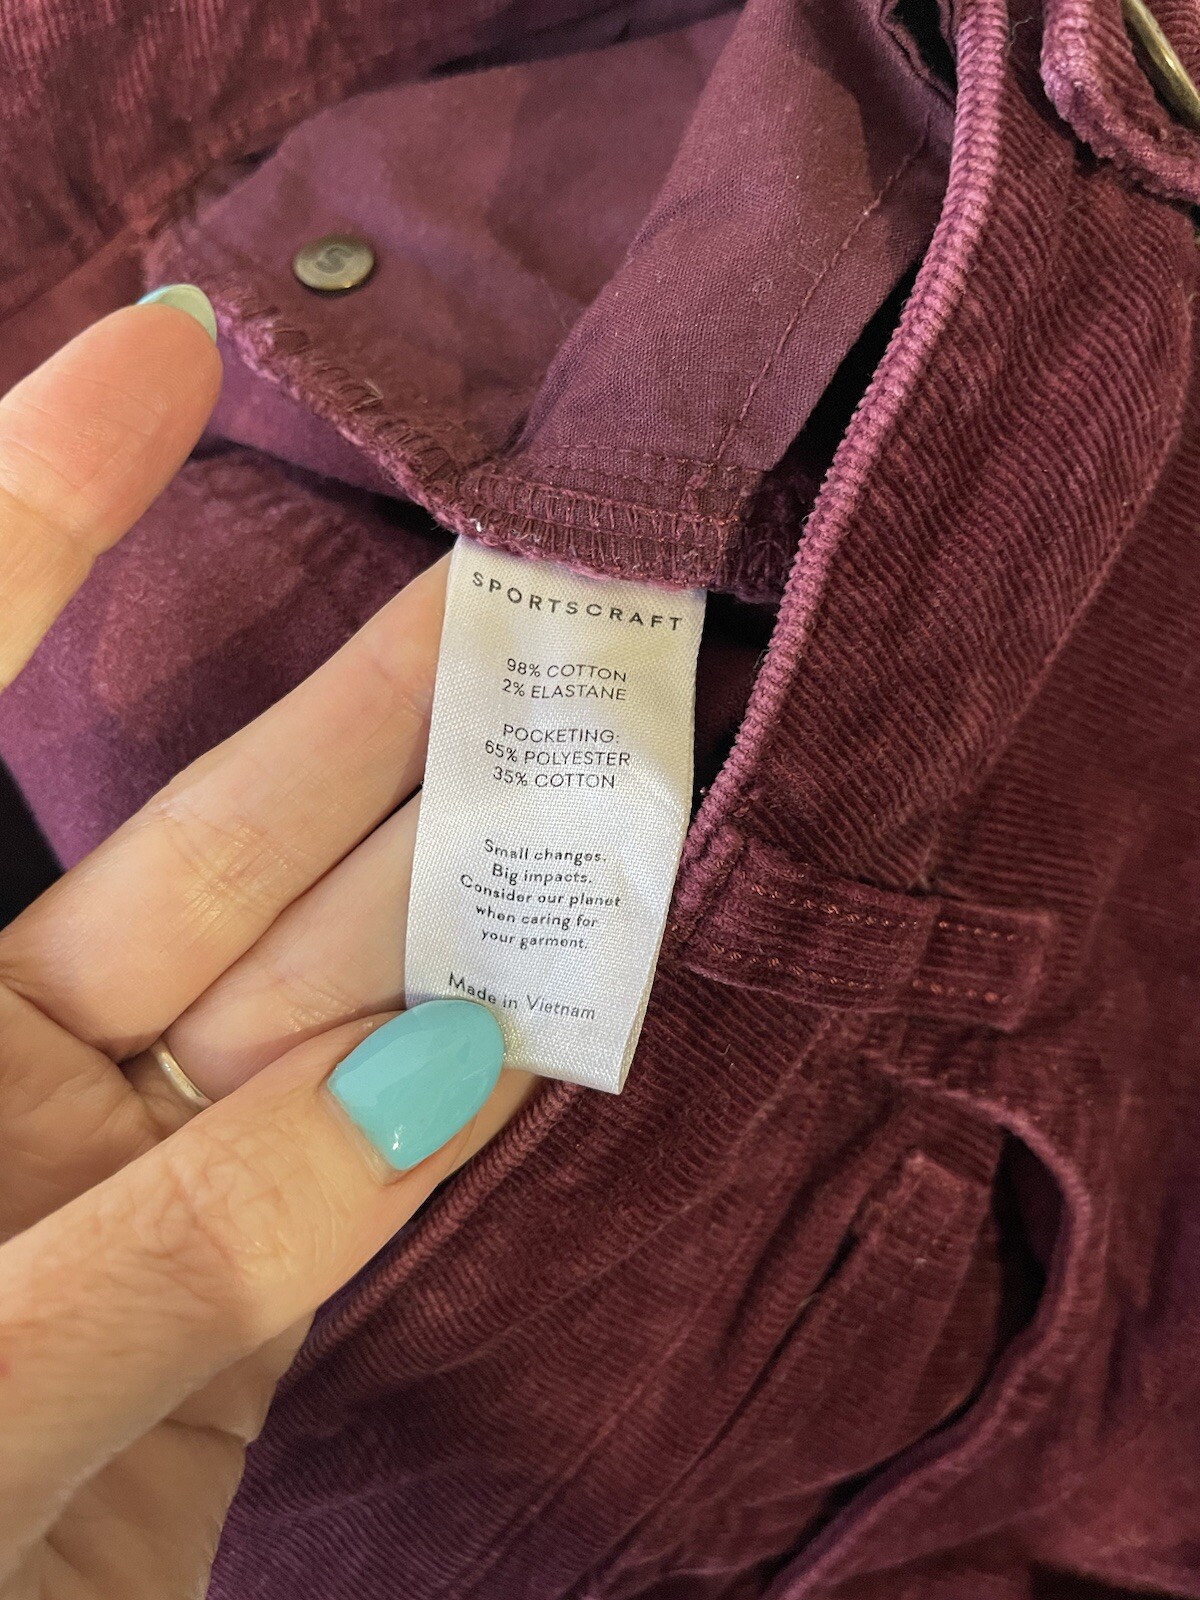 S
SPORTSCRAFT
98% COTTON
2% ELASTANE
POCKETING:
65% POLYESTER
35% COTTON
Small changes.
Big impacts.
Consider our planet
when caring for
your garment.
Made in Vietnam